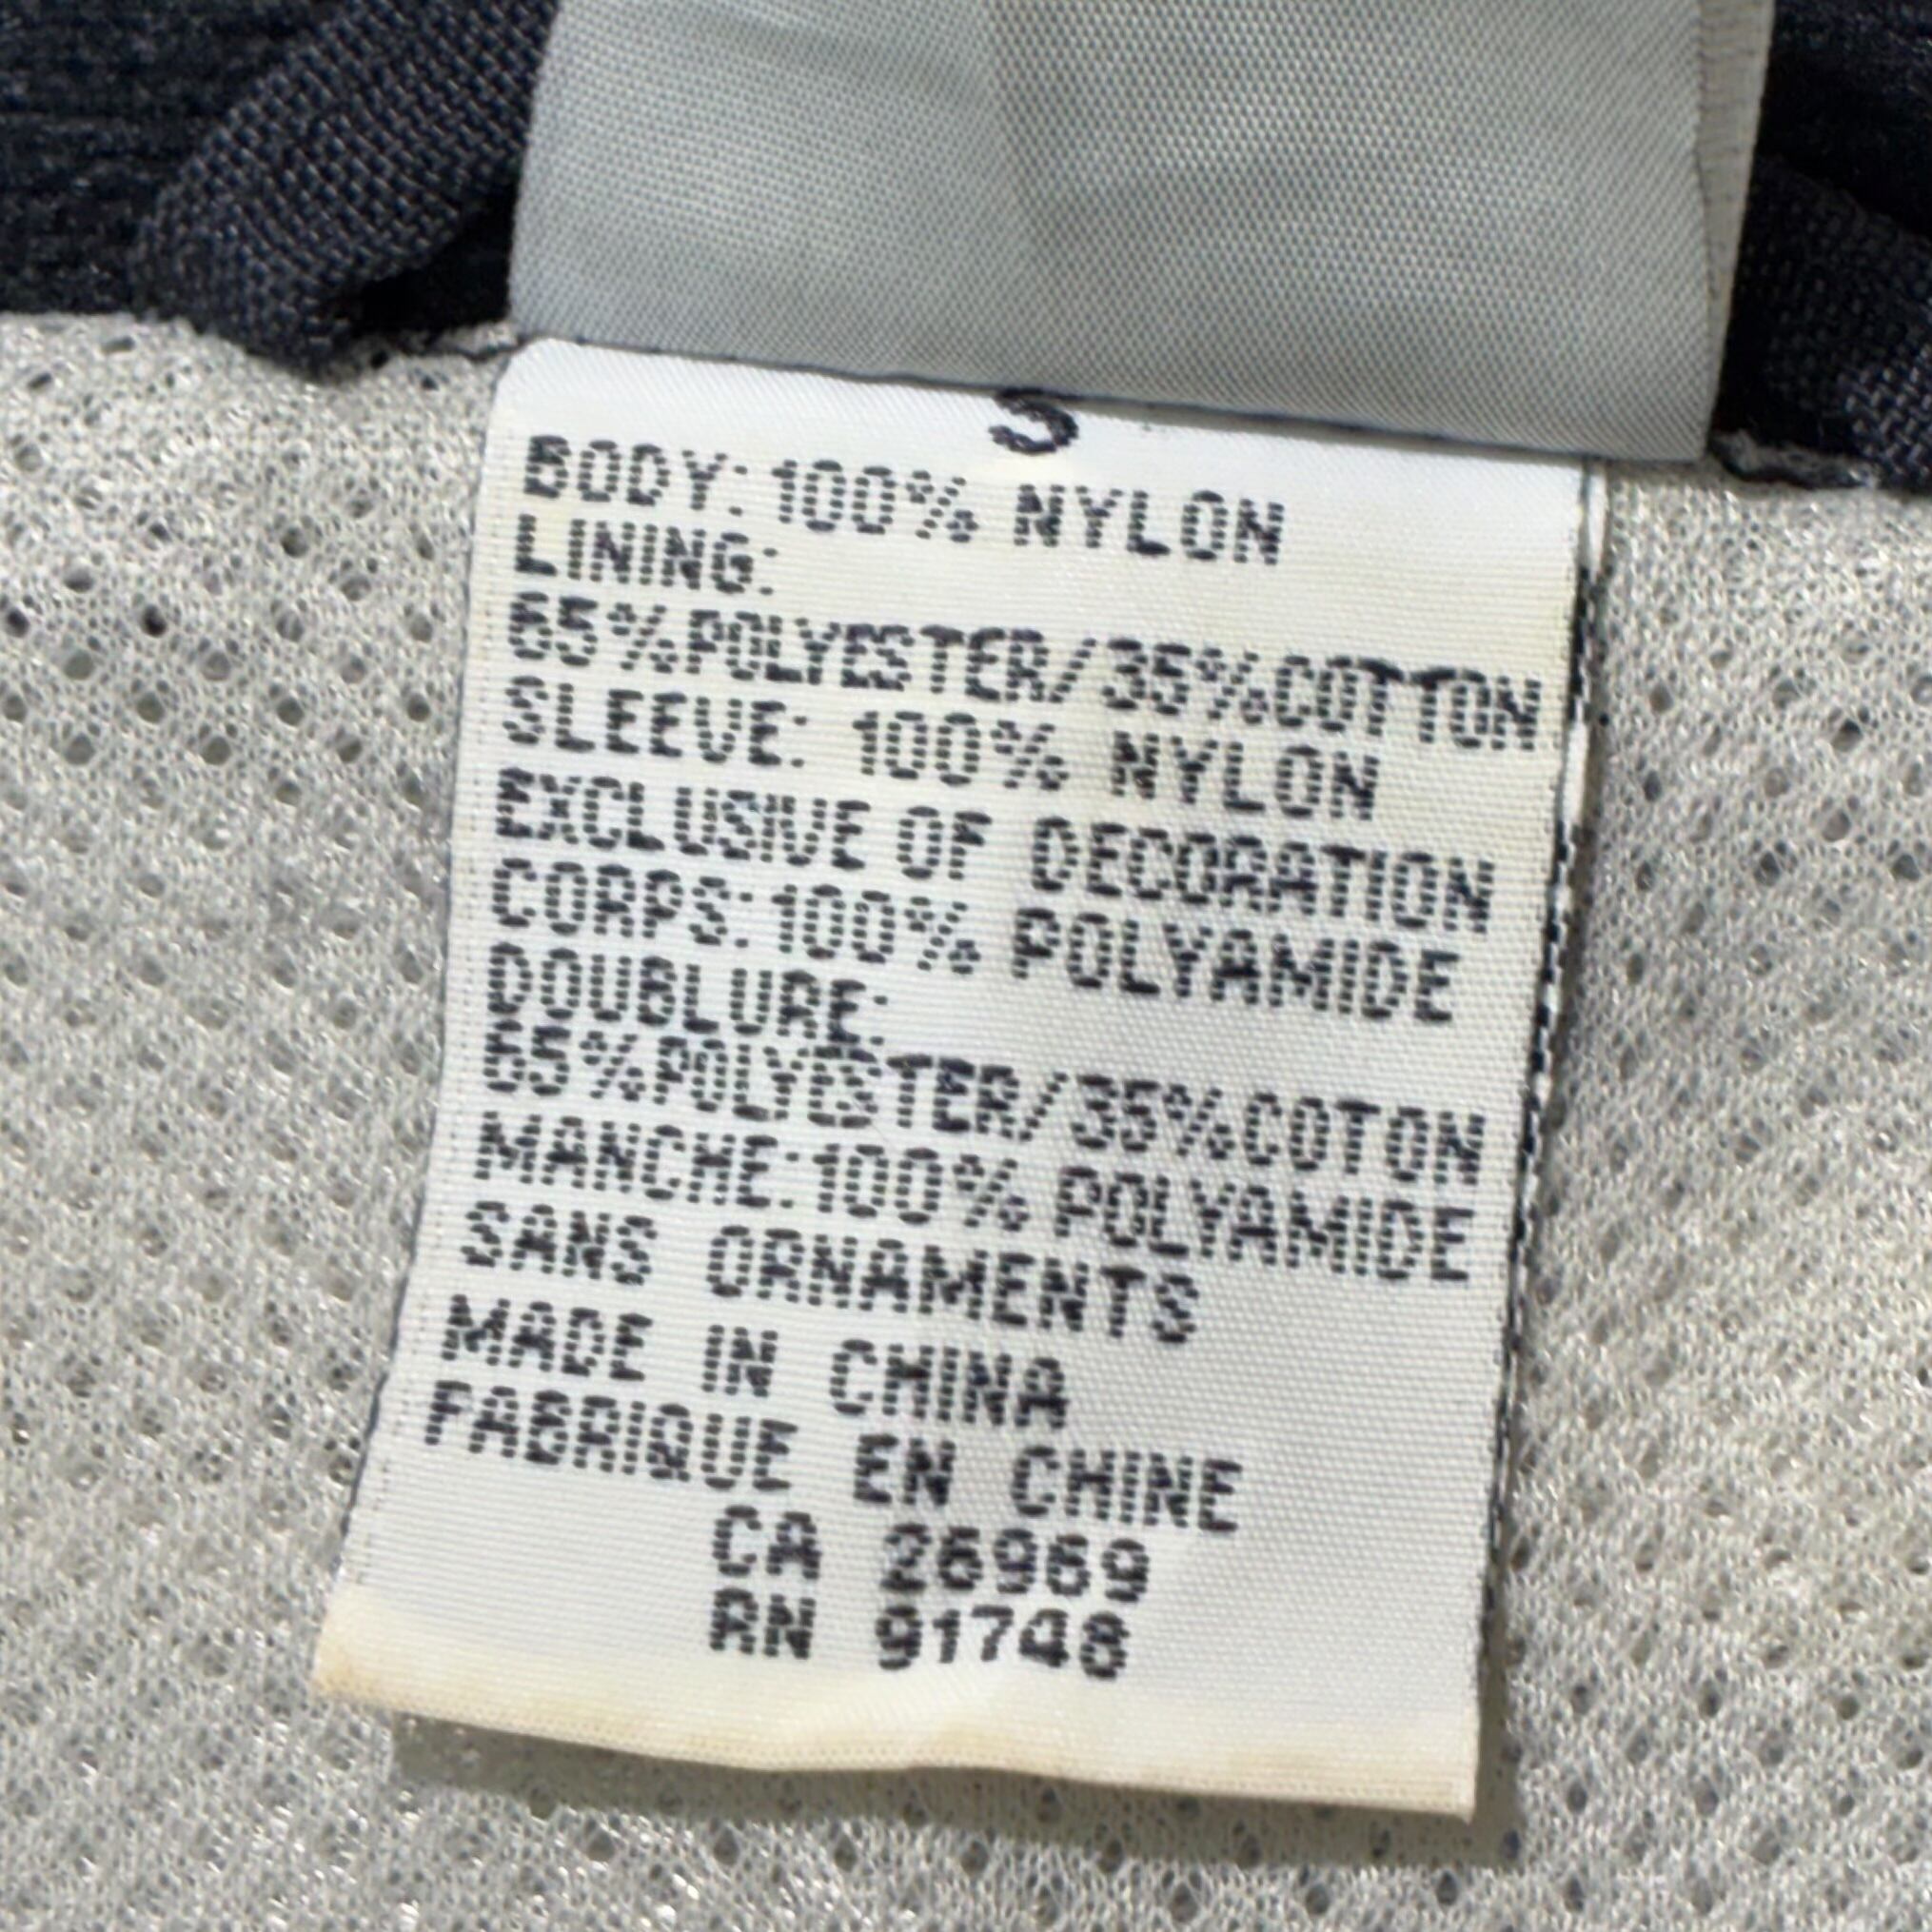 S
BODY: 100% NYLON
LINING:
65%POLYESTER/35%COTTON
SLEEVE: 100% NYLON
EXCLUSIVE OF DECORATION
CORPS: 100% POLYAMIDE
DOUBLURE:
65%POLYESTER/35%COTON
MANCHE: 100% POLYAMIDE
SANS ORNAMENTS
MADE IN CHINA
FABRIQUE EN CHINE
CA 26969
RN 91748